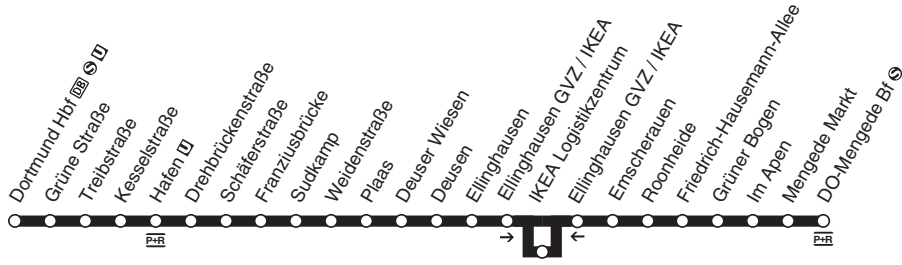 Dortmund Hbf DB S U
Grüne Straße
Treibstraße
Kesselstraße
Hafen U
Drehbrückenstraße
Schäferstraße
Franziusbrücke
Sudkamp
Weidenstraße
Plaas
Deuser Wiesen
Deusen
Ellinghausen
Ellinghausen GVZ / IKEA
IKEA Logistikzentrum
Ellinghausen GVZ / IKEA
Emscherauen
Roonheide
Friedrich-Hausemann-Allee
Grüner Bogen
Im Apen
Mengede Markt
DO-Mengede Bf S
P+R
P+R